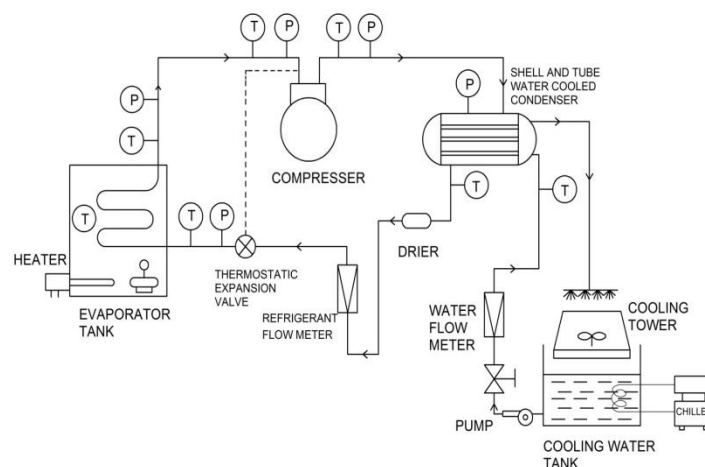 T
P
T
P
P
SHELL AND TUBE
WATER COOLED
CONDENSER
P
T
COMPRESSER
T
T
T
T
P
DRIER
HEATER
THERMOSTATIC
EXPANSION
VALVE
EVAPORATOR
TANK
REFRIGERANT
FLOW METER
WATER
FLOW
METER
COOLING
TOWER
PUMP
CHILLE
COOLING WATER
TANK